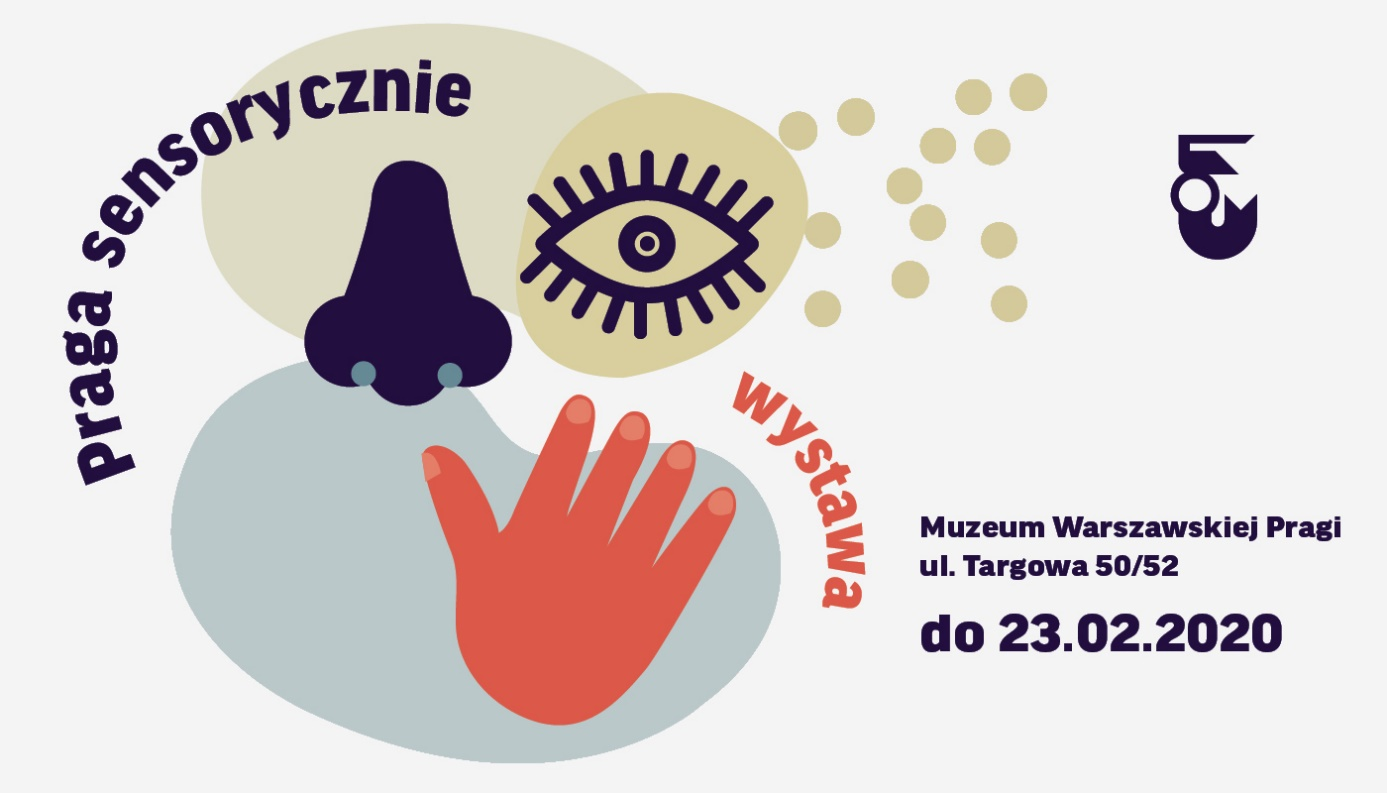 praga sensorycznie
wystawa
Muzeum Warszawskiej Pragi
ul. Targowa 50/52
do 23.02.2020